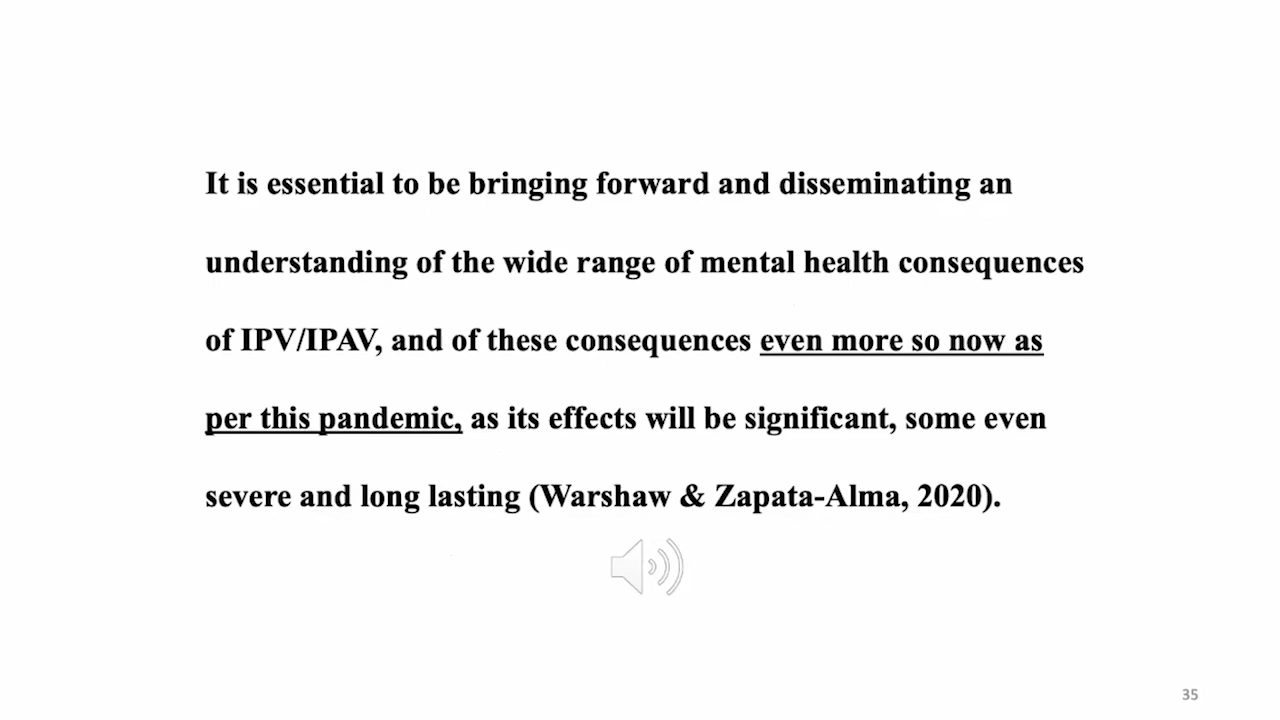 It is essential to be bringing forward and disseminating an
understanding of the wide range of mental health consequences
of IPV/IPAV, and of these consequences even more so now as
per this pandemic, as its effects will be significant, some even
severe and long lasting (Warshaw & Zapata-Alma, 2020).
35